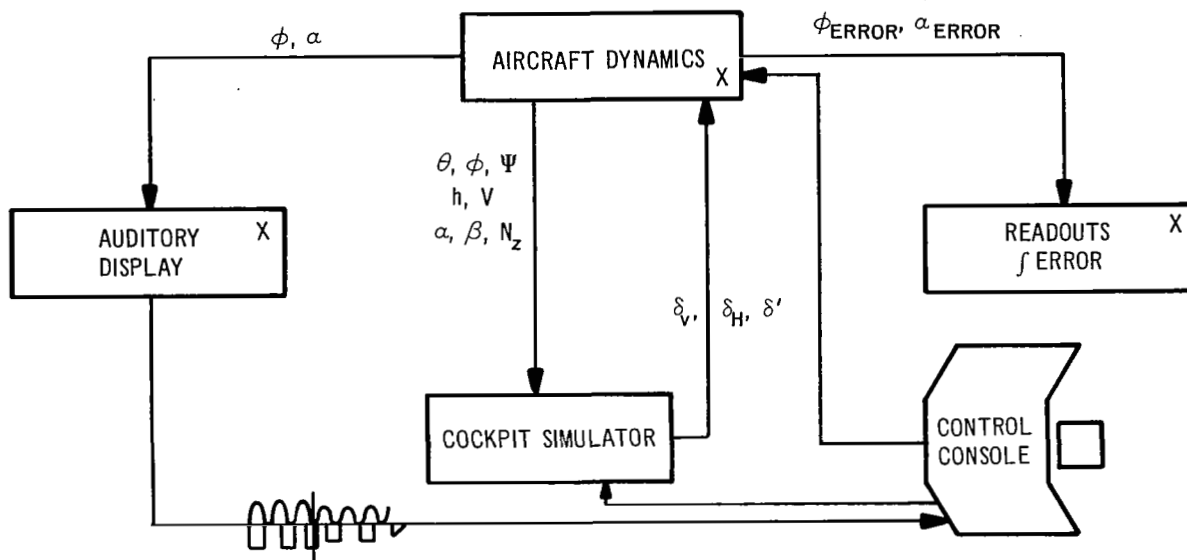 ϕ, α
AIRCRAFT DYNAMICS
X
ϕERROR, αERROR
θ, ϕ, Ψ
h, V
α, β, Nz
AUDITORY
DISPLAY
X
READOUTS
∫ ERROR
X
δv, δH, δ'
COCKPIT SIMULATOR
CONTROL
CONSOLE